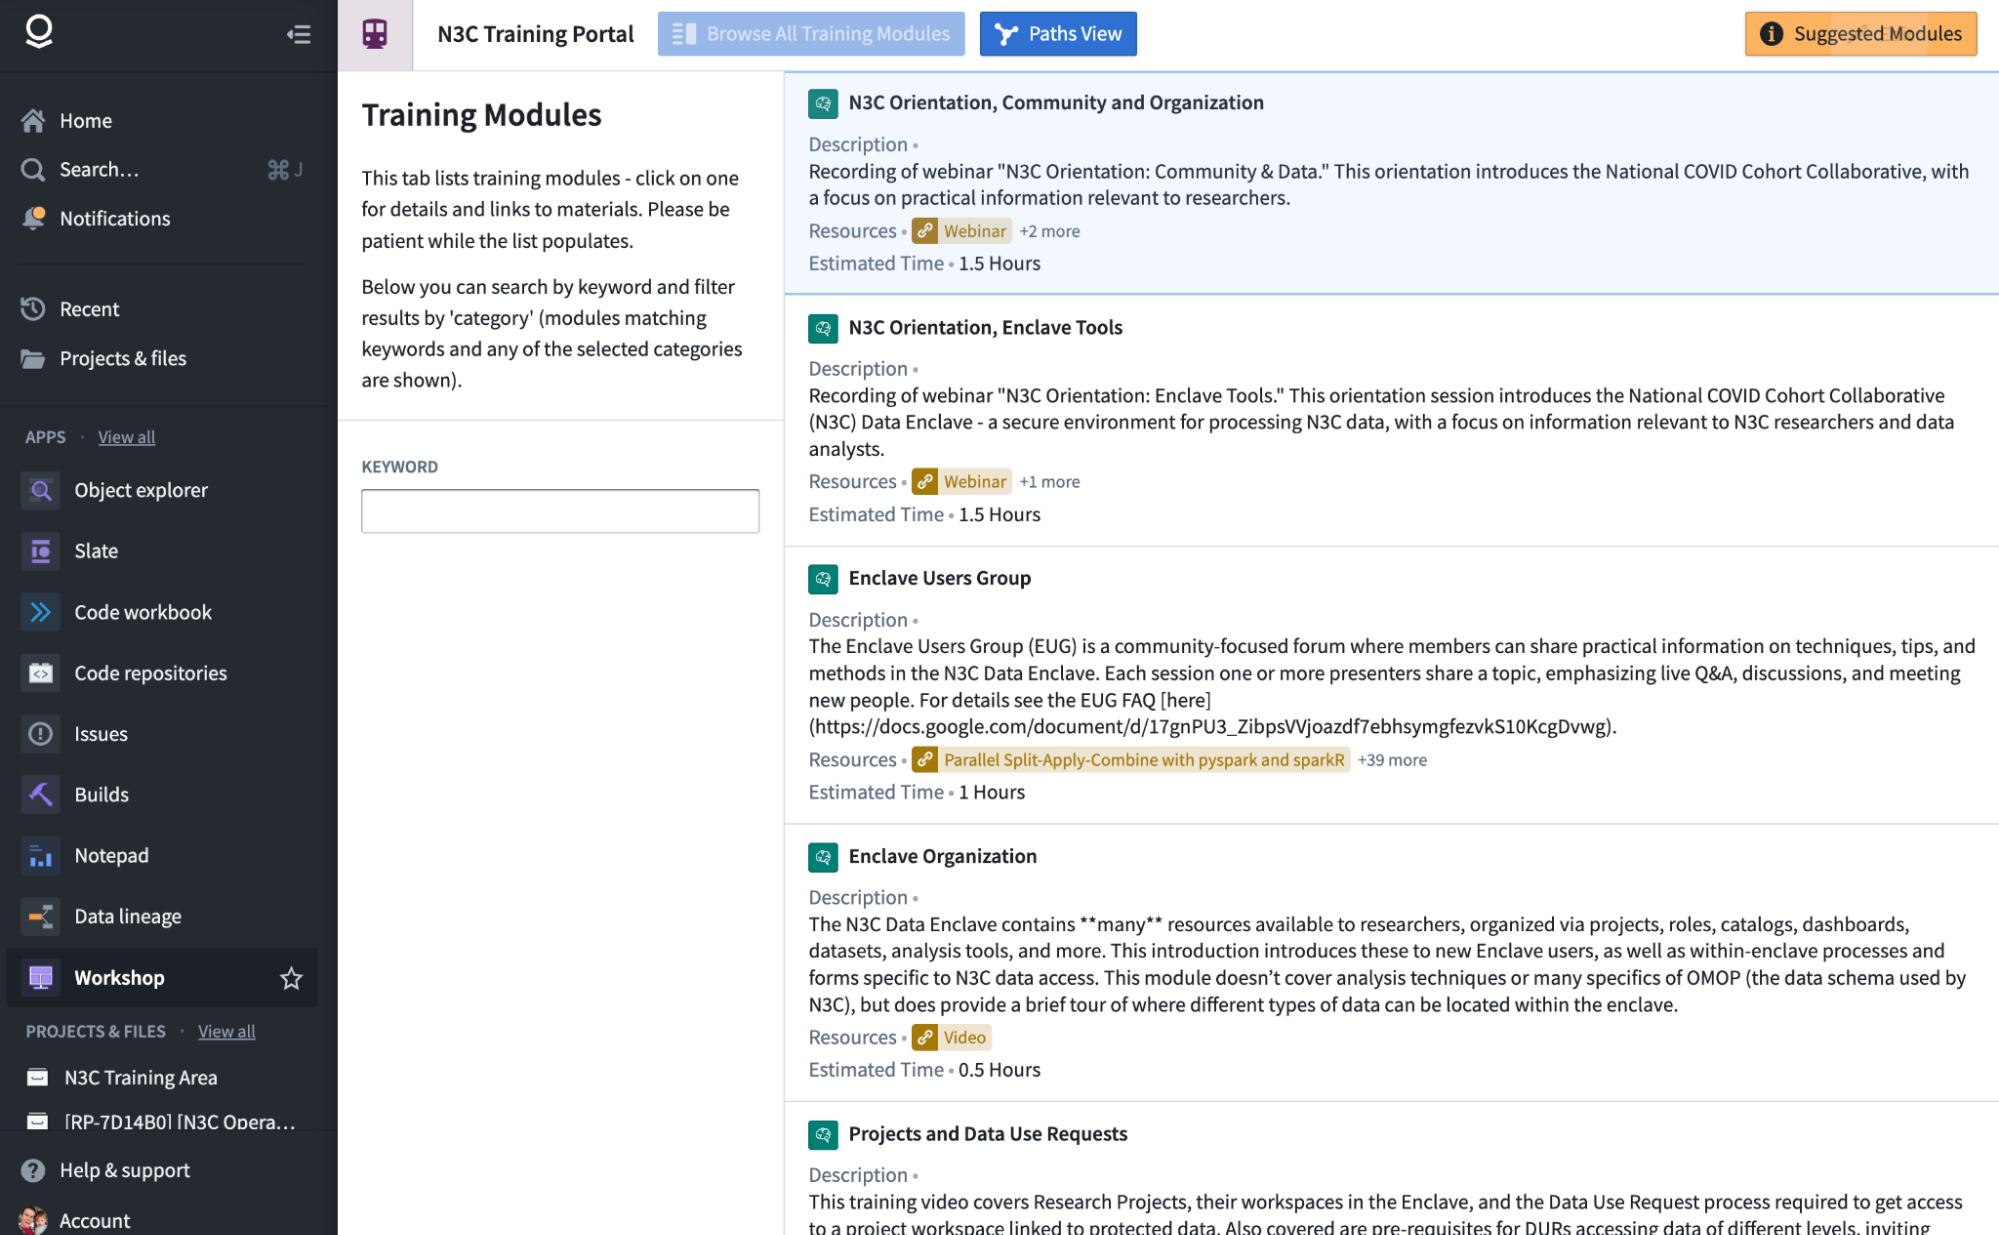 Home
Search…
⌘ J
Notifications
Recent
Projects & files
APPS · View all
Object explorer
Slate
Code workbook
Code repositories
Issues
Builds
Notepad
Data lineage
Workshop
PROJECTS & FILES · View all
N3C Training Area
[RP-7D14B0] [N3C Opera…
Help & support
Account
N3C Training Portal
Browse All Training Modules
Paths View
Suggested Modules
Training Modules
This tab lists training modules - click on one
for details and links to materials. Please be
patient while the list populates.
Below you can search by keyword and filter
results by 'category' (modules matching
keywords and any of the selected categories
are shown).
KEYWORD
N3C Orientation, Community and Organization
Description •
Recording of webinar "N3C Orientation: Community & Data." This orientation introduces the National COVID Cohort Collaborative, with
a focus on practical information relevant to researchers.
Resources • Webinar +2 more
Estimated Time • 1.5 Hours
N3C Orientation, Enclave Tools
Description •
Recording of webinar "N3C Orientation: Enclave Tools." This orientation session introduces the National COVID Cohort Collaborative
(N3C) Data Enclave - a secure environment for processing N3C data, with a focus on information relevant to N3C researchers and data
analysts.
Resources • Webinar +1 more
Estimated Time • 1.5 Hours
Enclave Users Group
Description •
The Enclave Users Group (EUG) is a community-focused forum where members can share practical information on techniques, tips, and
methods in the N3C Data Enclave. Each session one or more presenters share a topic, emphasizing live Q&A, discussions, and meeting
new people. For details see the EUG FAQ [here]
(https://docs.google.com/document/d/17gnPU3_ZibpsVVjoazdf7ebhsymgfezvkS10KcgDvwg).
Resources • Parallel Split-Apply-Combine with pyspark and sparkR +39 more
Estimated Time • 1 Hours
Enclave Organization
Description •
The N3C Data Enclave contains **many** resources available to researchers, organized via projects, roles, catalogs, dashboards,
datasets, analysis tools, and more. This introduction introduces these to new Enclave users, as well as within-enclave processes and
forms specific to N3C data access. This module doesn’t cover analysis techniques or many specifics of OMOP (the data schema used by
N3C), but does provide a brief tour of where different types of data can be located within the enclave.
Resources • Video
Estimated Time • 0.5 Hours
Projects and Data Use Requests
Description •
This training video covers Research Projects, their workspaces in the Enclave, and the Data Use Request process required to get access
to a project workspace linked to protected data. Also covered are pre-requisites for DURs accessing data of different levels, inviting